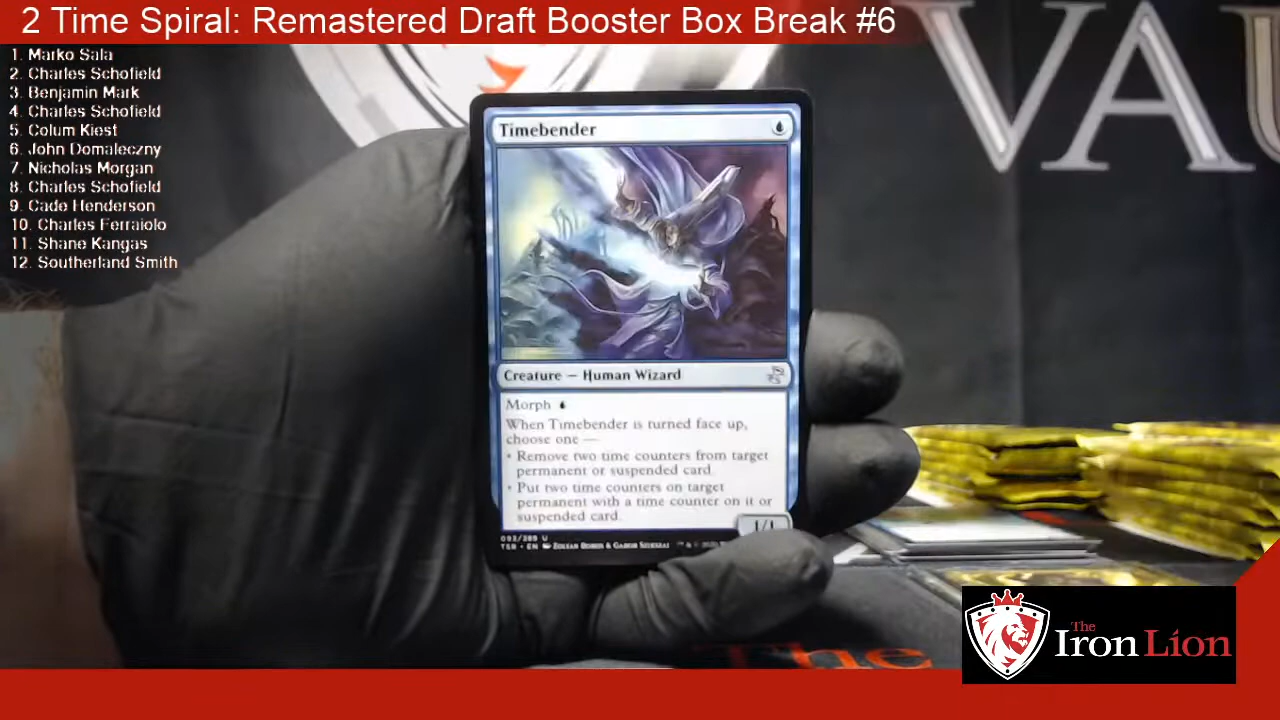 2 Time Spiral: Remastered Draft Booster Box Break #6
1. Marko Sala
2. Charles Schofield
3. Benjamin Mark
4. Charles Schofield
5. Colum Kiest
6. John Domaleczny
7. Nicholas Morgan
8. Charles Schofield
9. Cade Henderson
10. Charles Ferraiolo
11. Shane Kangas
12. Southerland Smith
VAU
Timebender
Creature — Human Wizard
Morph
When Timebender is turned face up,
choose one —
• Remove two time counters from target
permanent or suspended card.
• Put two time counters on target
permanent with a time counter on it or
suspended card.
1/1
TSR • EN
The
The
Iron Lion